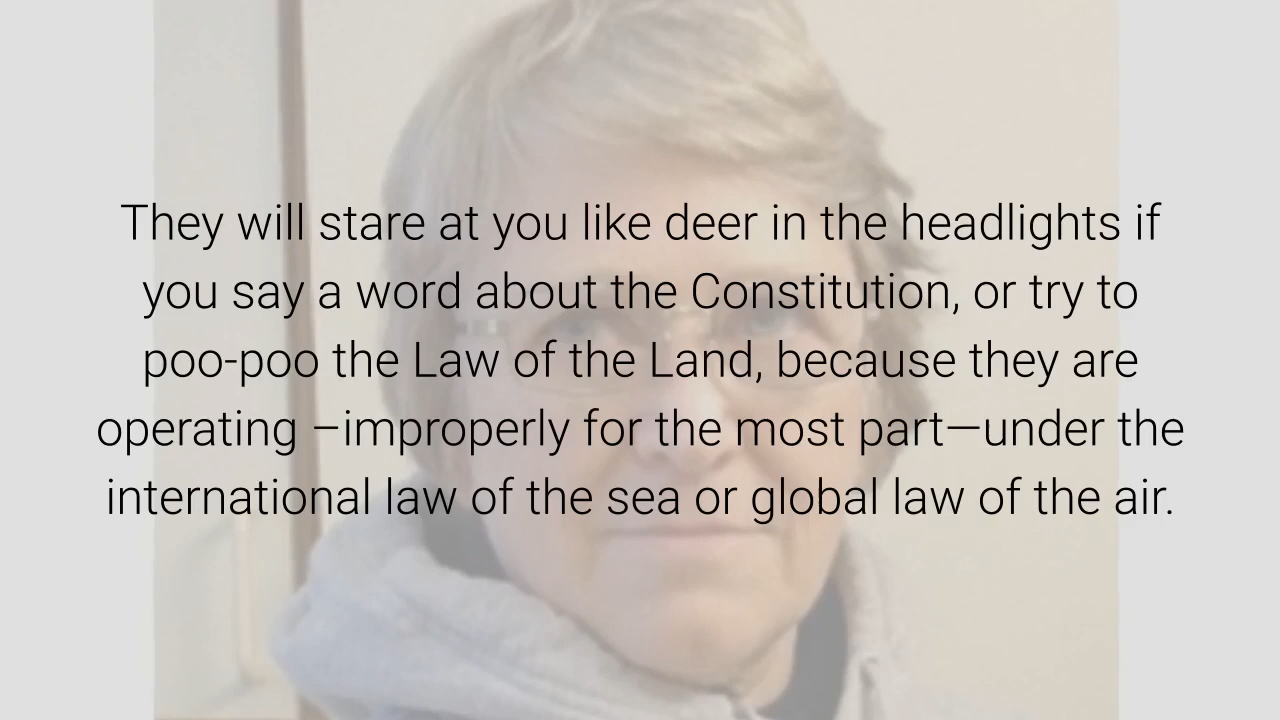 They will stare at you like deer in the headlights if
you say a word about the Constitution, or try to
poo-poo the Law of the Land, because they are
operating –improperly for the most part—under the
international law of the sea or global law of the air.